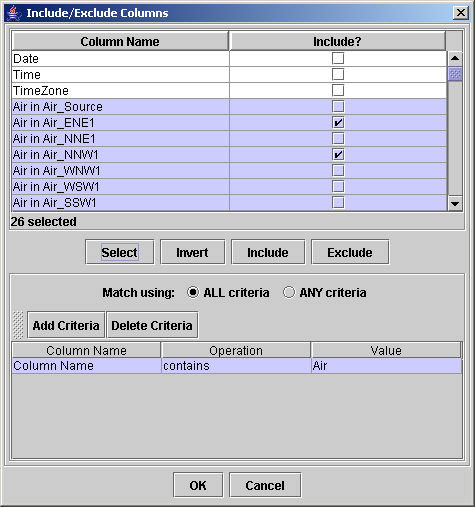 Include/Exclude Columns
Column Name Include?
Date
Time
TimeZone
Air in Air_Source
Air in Air_ENE1
Air in Air_NNE1
Air in Air_NNW1
Air in Air_WNW1
Air in Air_WSW1
Air in Air_SSW1
26 selected
Select Invert Include Exclude
Match using: ALL criteria ANY criteria
Add Criteria Delete Criteria
Column Name Operation Value
Column Name contains Air
OK Cancel